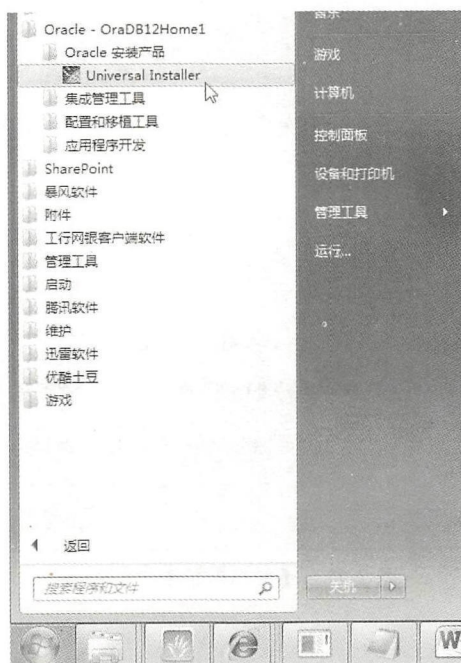 Oracle - OraDB12Home1
Oracle 安装产品
Universal Installer
集成管理工具
配置和移植工具
应用程序开发
SharePoint
暴风软件
附件
工行网银客户端软件
管理工具
启动
腾讯软件
维护
迅雷软件
优酷土豆
游戏
返回
搜索程序和文件
音乐
游戏
计算机
控制面板
设备和打印机
管理工具
运行...
关机
W